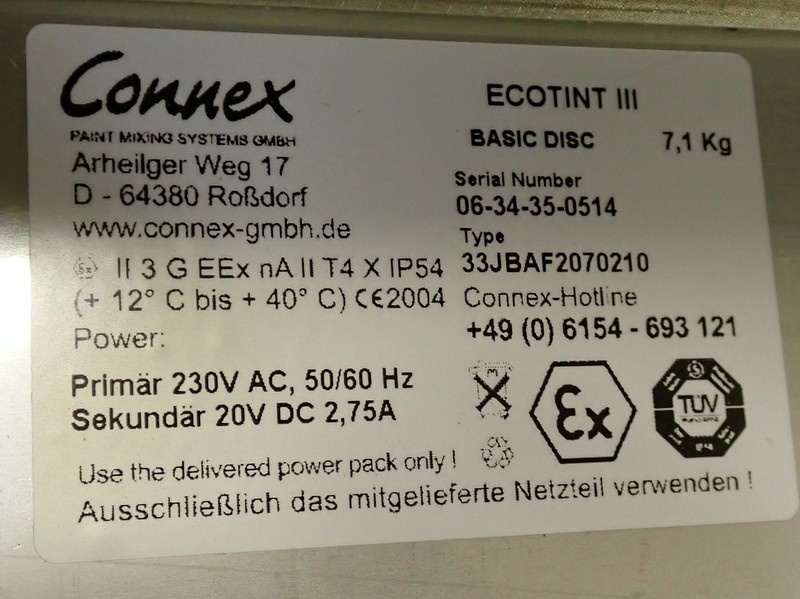 Connex
PAINT MIXING SYSTEMS GMBH
Arheilger Weg 17
D - 64380 Roßdorf
www.connex-gmbh.de
Ex II 3 G EEx nA II T4 X IP54
(+ 12° C bis + 40° C) CE2004
Power:
Primär 230V AC, 50/60 Hz
Sekundär 20V DC 2,75A
Use the delivered power pack only !
Ausschließlich das mitgelieferte Netzteil verwenden !
ECOTINT III
BASIC DISC 7,1 Kg
Serial Number
06-34-35-0514
Type
33JBAF2070210
Connex-Hotline
+49 (0) 6154 - 693 121
Ex
TÜV